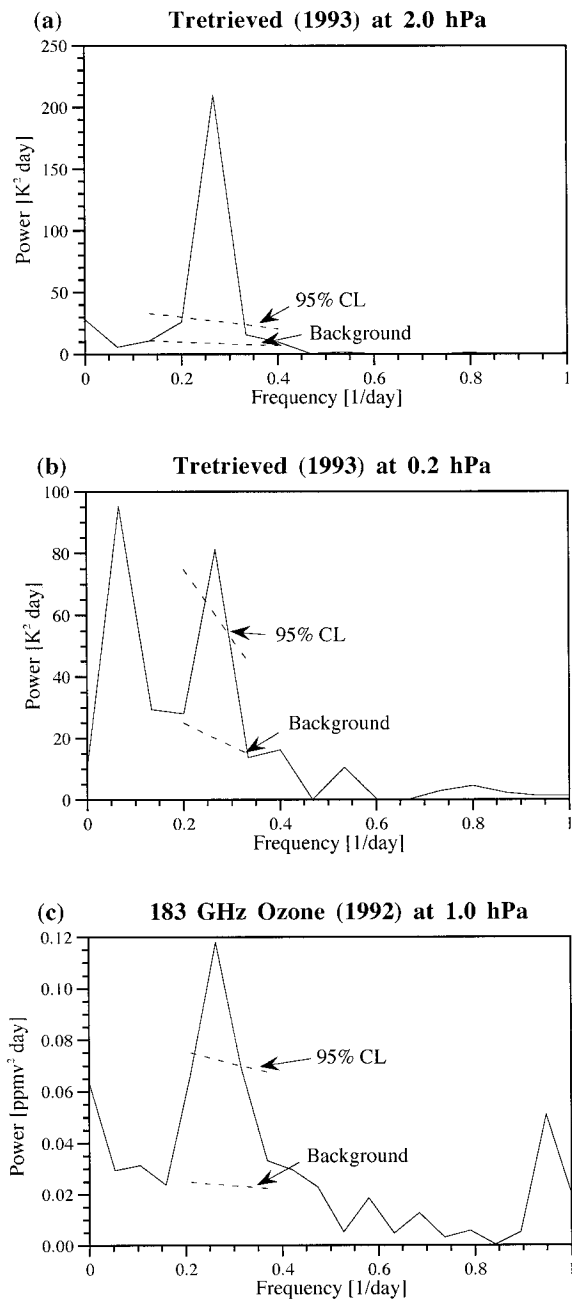 (a) Tretrieved (1993) at 2.0 hPa
250
200
150
100
50
0
Power [K² day]
95% CL
Background
0 0.2 0.4 0.6 0.8 1
Frequency [1/day]
(b) Tretrieved (1993) at 0.2 hPa
100
80
60
40
20
0
Power [K² day]
95% CL
Background
0 0.2 0.4 0.6 0.8 1
Frequency [1/day]
(c) 183 GHz Ozone (1992) at 1.0 hPa
0.12
0.10
0.08
0.06
0.04
0.02
0.00
Power [ppmv² day]
95% CL
Background
0 0.2 0.4 0.6 0.8 1
Frequency [1/day]